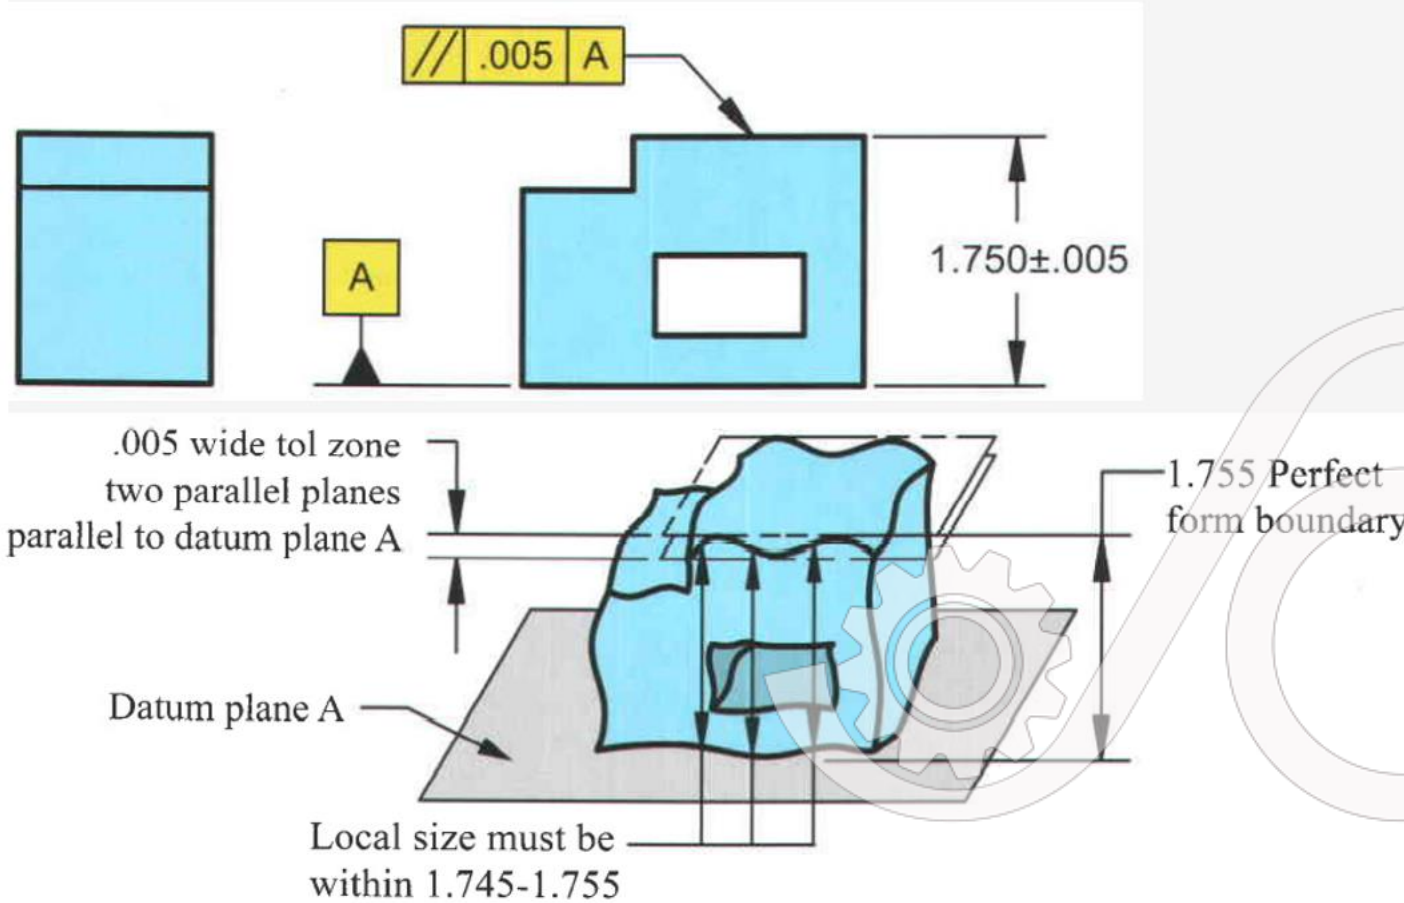 // .005 A
A
1.750±.005
.005 wide tol zone
two parallel planes
parallel to datum plane A
1.755 Perfect
form boundary
Datum plane A
Local size must be
within 1.745-1.755